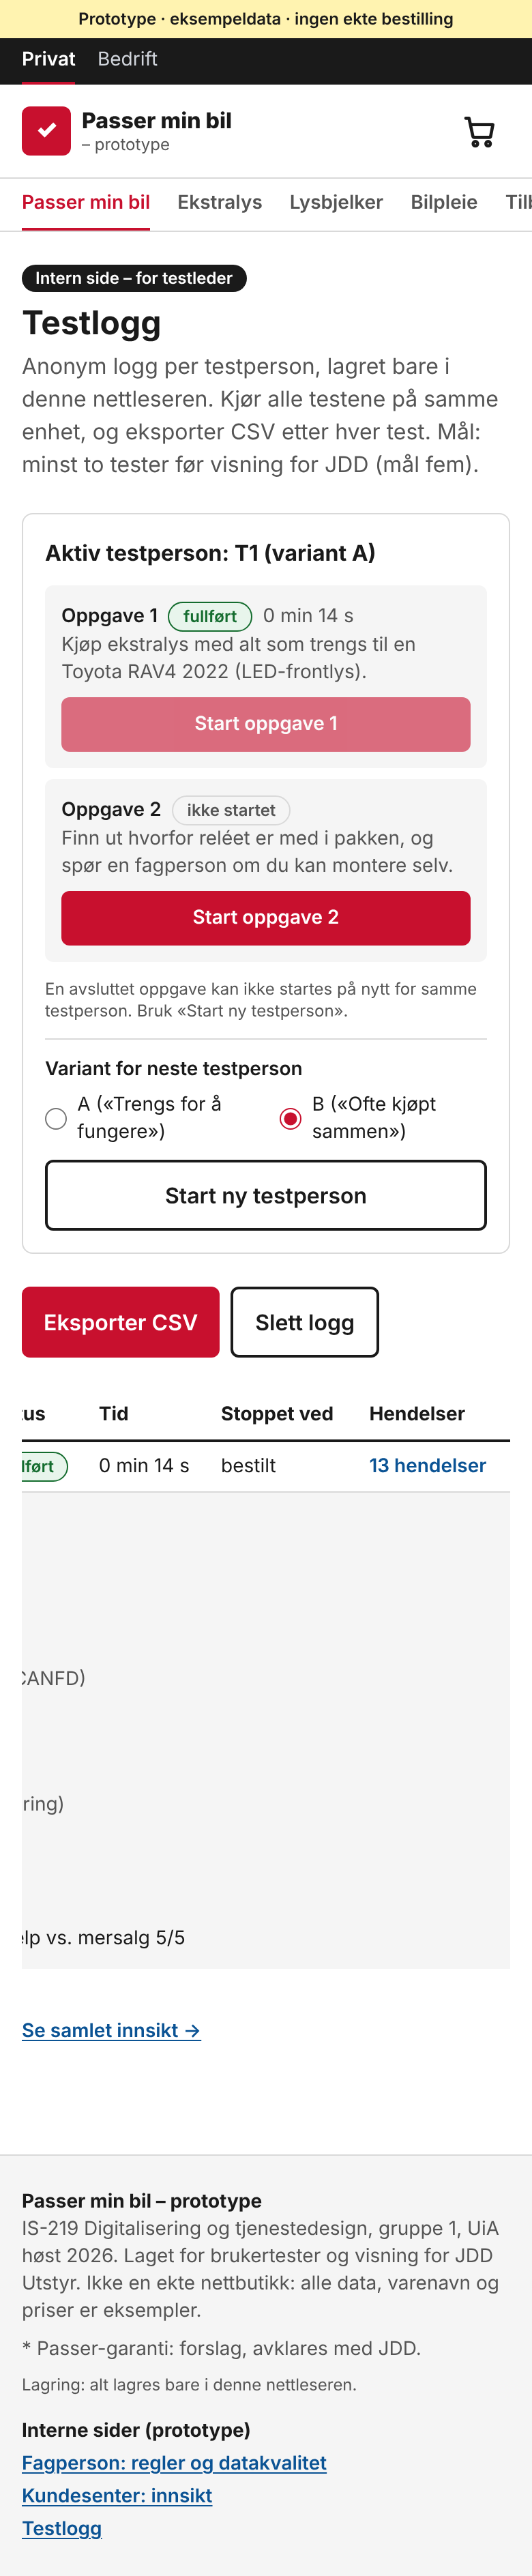 Prototype · eksempeldata · ingen ekte bestilling
Privat Bedrift
Passer min bil
– prototype
Passer min bil Ekstralys Lysbjelker Bilpleie
Intern side – for testleder
Testlogg
Anonym logg per testperson, lagret bare i
denne nettleseren. Kjør alle testene på samme
enhet, og eksporter CSV etter hver test. Mål:
minst to tester før visning for JDD (mål fem).
Aktiv testperson: T1 (variant A)
Oppgave 1 fullført 0 min 14 s
Kjøp ekstralys med alt som trengs til en
Toyota RAV4 2022 (LED-frontlys).
Start oppgave 1
Oppgave 2 ikke startet
Finn ut hvorfor reléet er med i pakken, og
spør en fagperson om du kan montere selv.
Start oppgave 2
En avsluttet oppgave kan ikke startes på nytt for samme
testperson. Bruk «Start ny testperson».
Variant for neste testperson
A («Trengs for å
fungere»)
B («Ofte kjøpt
sammen»)
Start ny testperson
Eksporter CSV Slett logg
Tid Stoppet ved Hendelser
0 min 14 s bestilt 13 hendelser
CANFD)
ring)
vs. mersalg 5/5
Se samlet innsikt →
Passer min bil – prototype
IS-219 Digitalisering og tjenestedesign, gruppe 1, UiA
høst 2026. Laget for brukertester og visning for JDD
Utstyr. Ikke en ekte nettbutikk: alle data, varenavn og
priser er eksempler.
* Passer-garanti: forslag, avklares med JDD.
Lagring: alt lagres bare i denne nettleseren.
Interne sider (prototype)
Fagperson: regler og datakvalitet
Kundesenter: innsikt
Testlogg